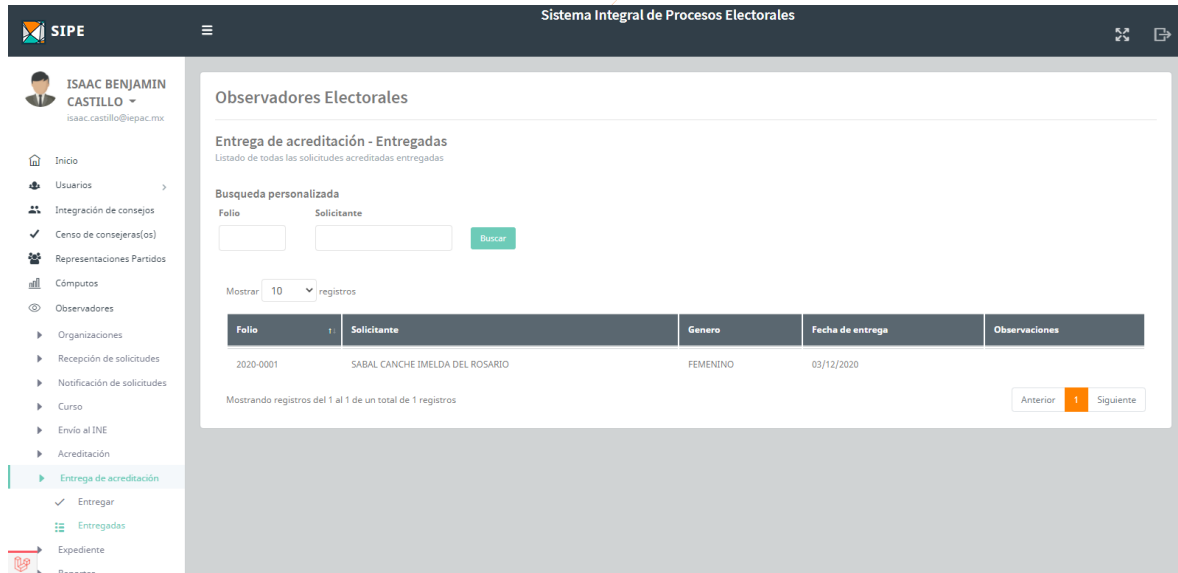 Sistema Integral de Procesos Electorales
SIPE
ISAAC BENJAMIN
CASTILLO
isaac.castillo@iepac.mx
Inicio
Usuarios
Integración de consejos
Censo de consejeras(os)
Representaciones Partidos
Cómputos
Observadores
Organizaciones
Recepción de solicitudes
Notificación de solicitudes
Curso
Envío al INE
Acreditación
Entrega de acreditación
Entregar
Entregadas
Expediente
Reportes
Observadores Electorales
Entrega de acreditación - Entregadas
Listado de todas las solicitudes acreditadas entregadas
Busqueda personalizada
Folio Solicitante
Buscar
Mostrar 10 registros
Folio Solicitante Genero Fecha de entrega Observaciones
2020-0001 SABAL CANCHE IMELDA DEL ROSARIO FEMENINO 03/12/2020
Mostrando registros del 1 al 1 de un total de 1 registros
Anterior 1 Siguiente